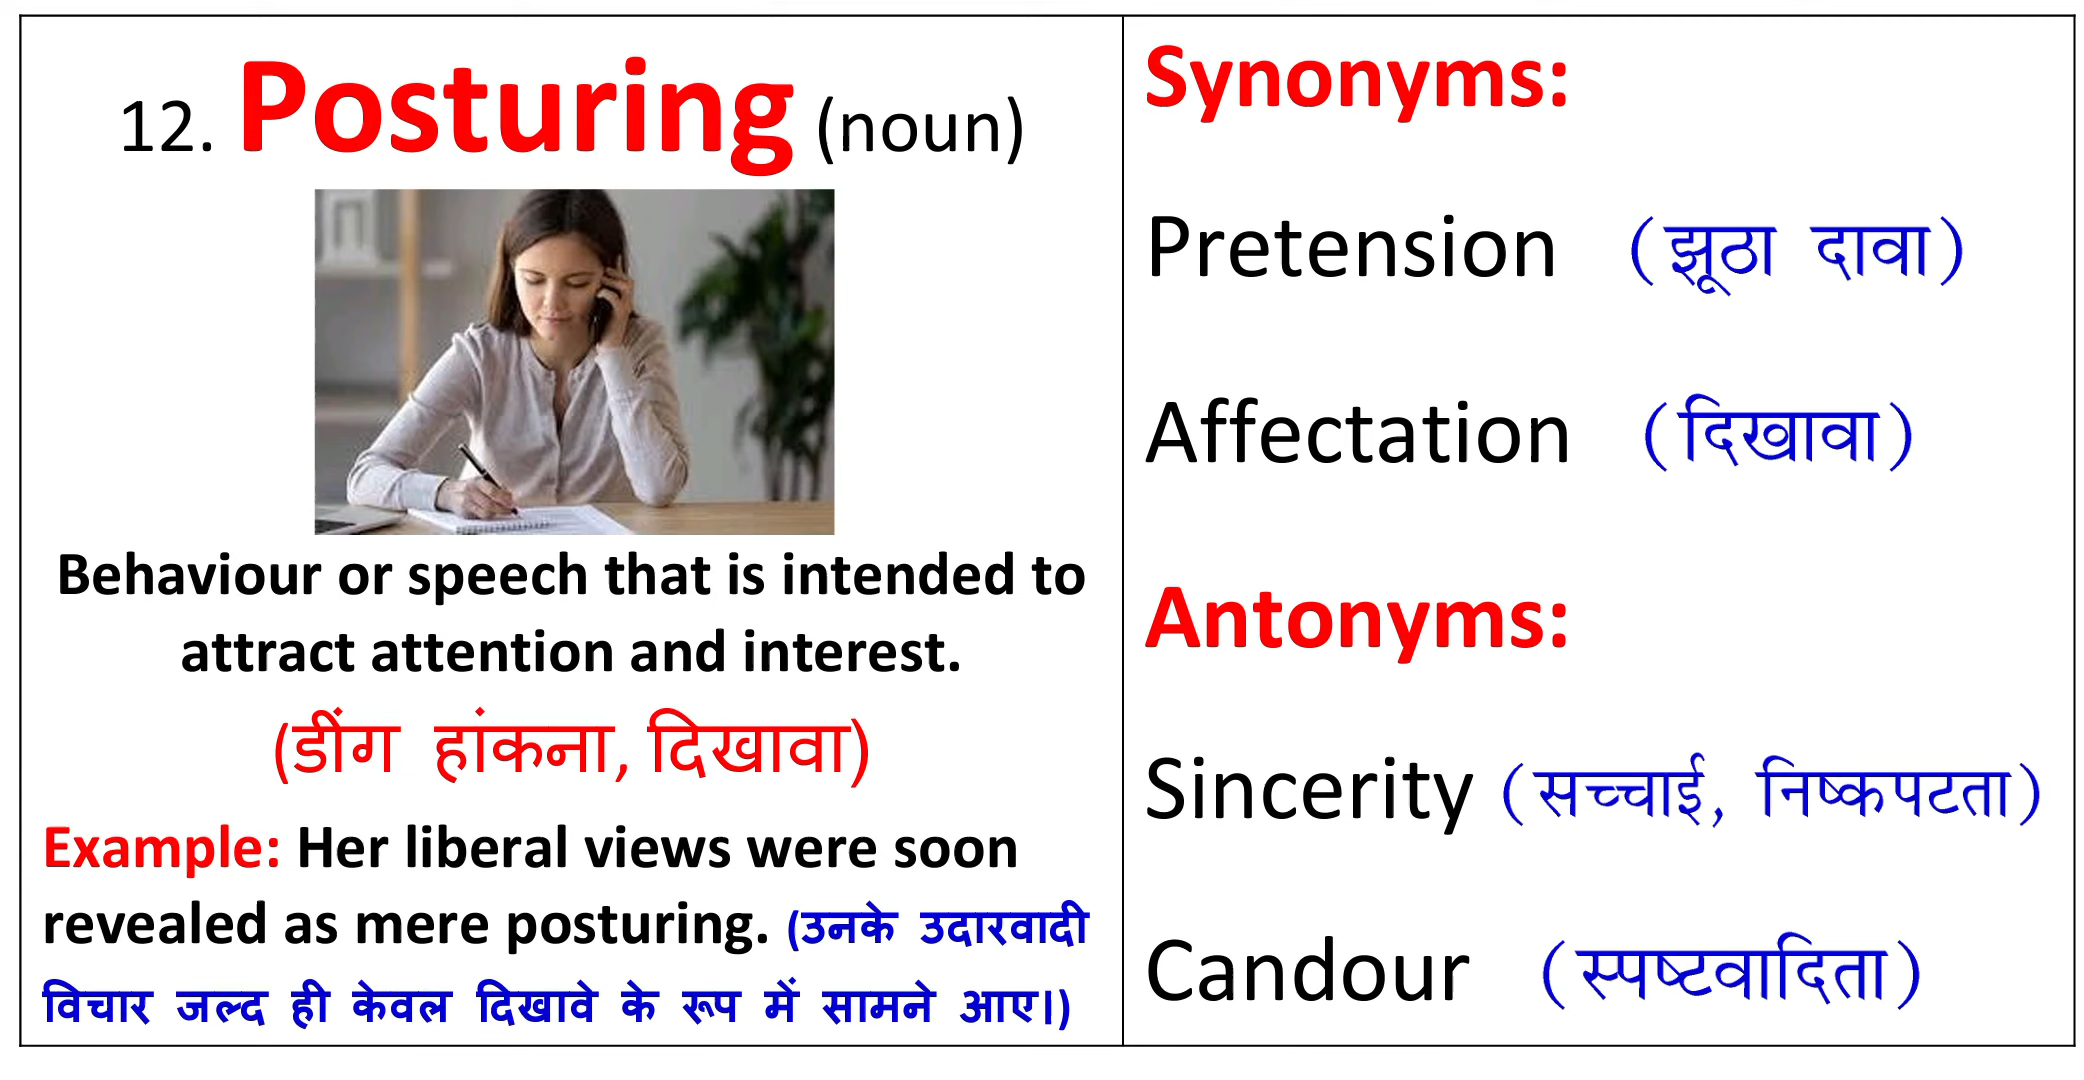 12. Posturing (noun)
Behaviour or speech that is intended to
attract attention and interest.
(डींग हांकना, दिखावा)
Example: Her liberal views were soon
revealed as mere posturing. (उनके उदारवादी
विचार जल्द ही केवल दिखावे के रूप में सामने आए।)
Synonyms:
Pretension (झूठा दावा)
Affectation (दिखावा)
Antonyms:
Sincerity (सच्चाई, निष्कपटता)
Candour (स्पष्टवादिता)